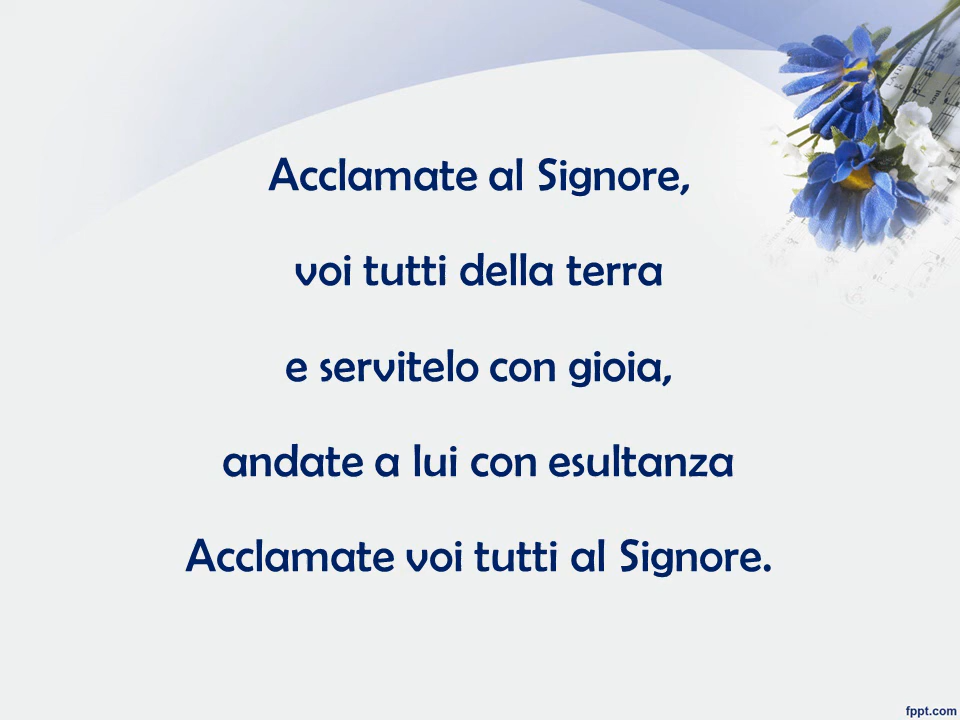 Acclamate al Signore,
voi tutti della terra
e servitelo con gioia,
andate a lui con esultanza
Acclamate voi tutti al Signore.
soul
fppt.com